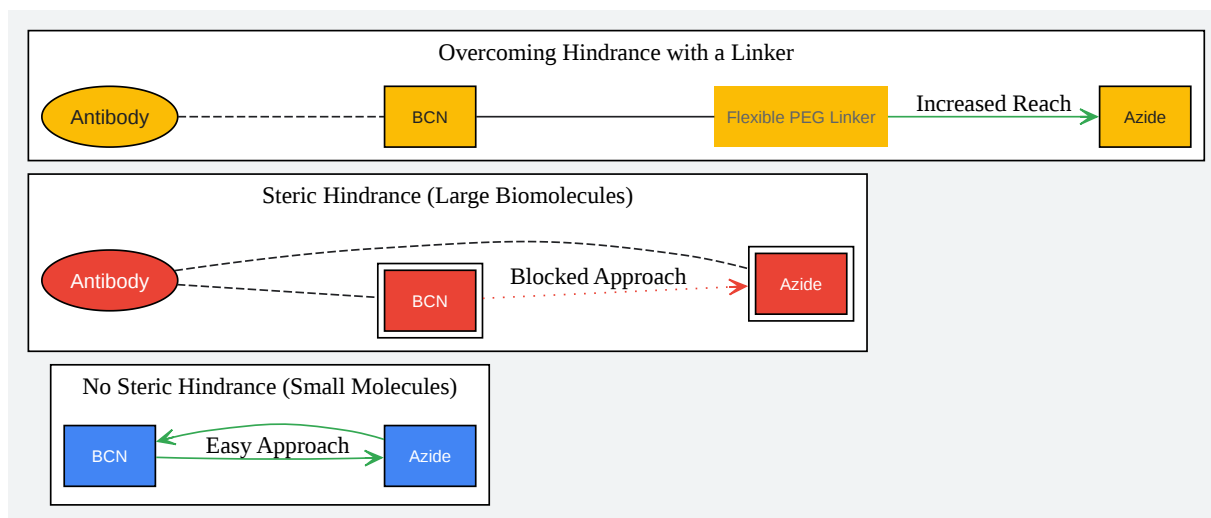 Overcoming Hindrance with a Linker
Antibody
BCN
Flexible PEG Linker
Increased Reach
Azide
Steric Hindrance (Large Biomolecules)
Antibody
BCN
Blocked Approach
Azide
No Steric Hindrance (Small Molecules)
BCN
Easy Approach
Azide